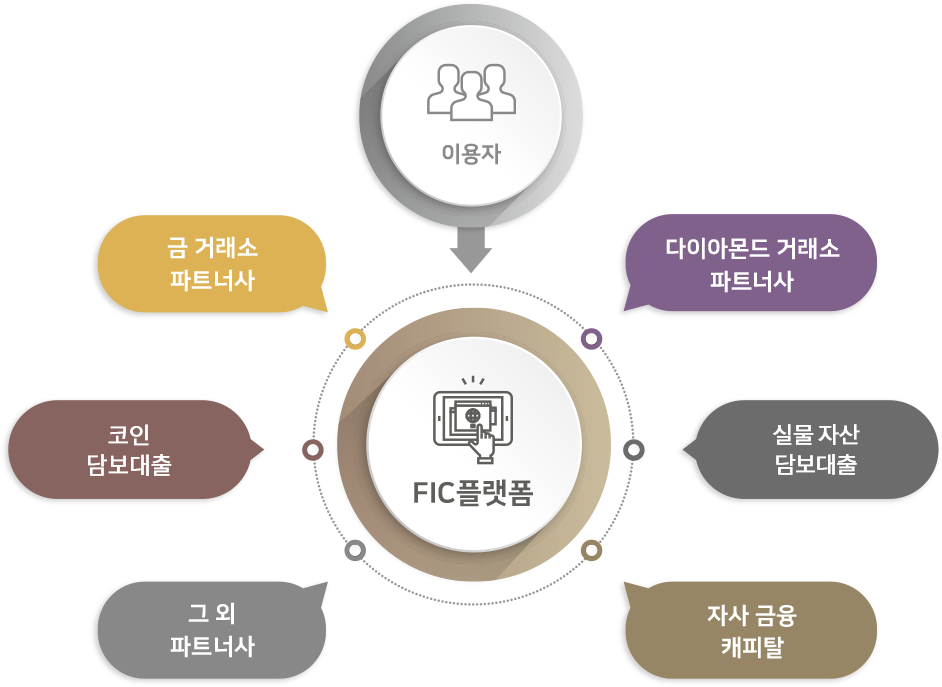 이용자
금 거래소
파트너사
다이아몬드 거래소
파트너사
코인
담보대출
FIC플랫폼
실물 자산
담보대출
그 외
파트너사
자사 금융
캐피탈